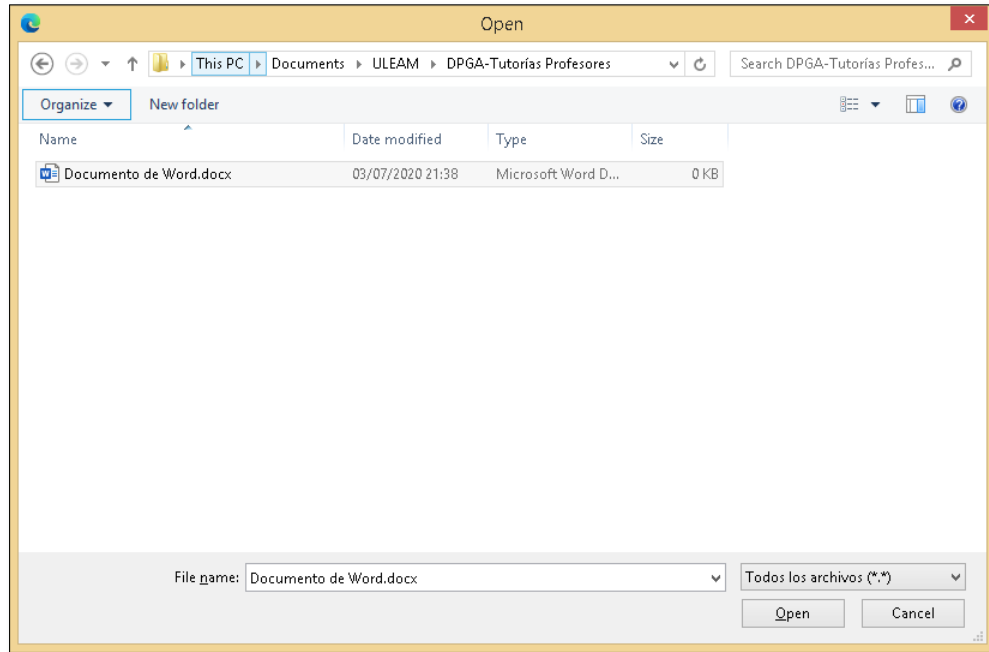 Open
This PC Documents ULEAM DPGA-Tutorías Profesores Search DPGA-Tutorías Profes...
Organize New folder
Name Date modified Type Size
Documento de Word.docx 03/07/2020 21:38 Microsoft Word D... 0 KB
File name: Documento de Word.docx Todos los archivos (*.*)
Open Cancel